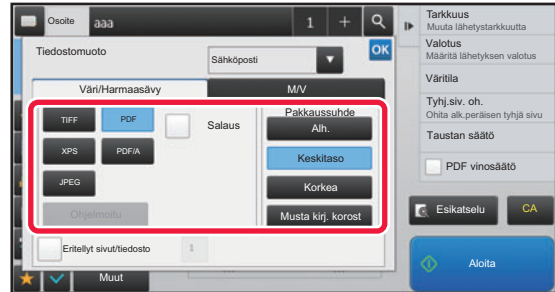 Osoite aaa 1 +
Tiedostomuoto Sähköposti OK
Väri/Harmaasävy M/V
TIFF PDF Salaus Pakkaussuhde
Alh.
XPS PDF/A Keskitaso
JPEG Korkea
Ohjelmoitu Musta kirj. korost
Eritellyt sivut/tiedosto 1
Muut
Tarkkuus
Muuta lähetystarkkuutta
Valotus
Määritä lähetyksen valotus
Väritila
Tyhj.siv. oh.
Ohita alk.peräisen tyhjä sivu
Taustan säätö
PDF vinosäätö
Esikatselu CA
Aloita